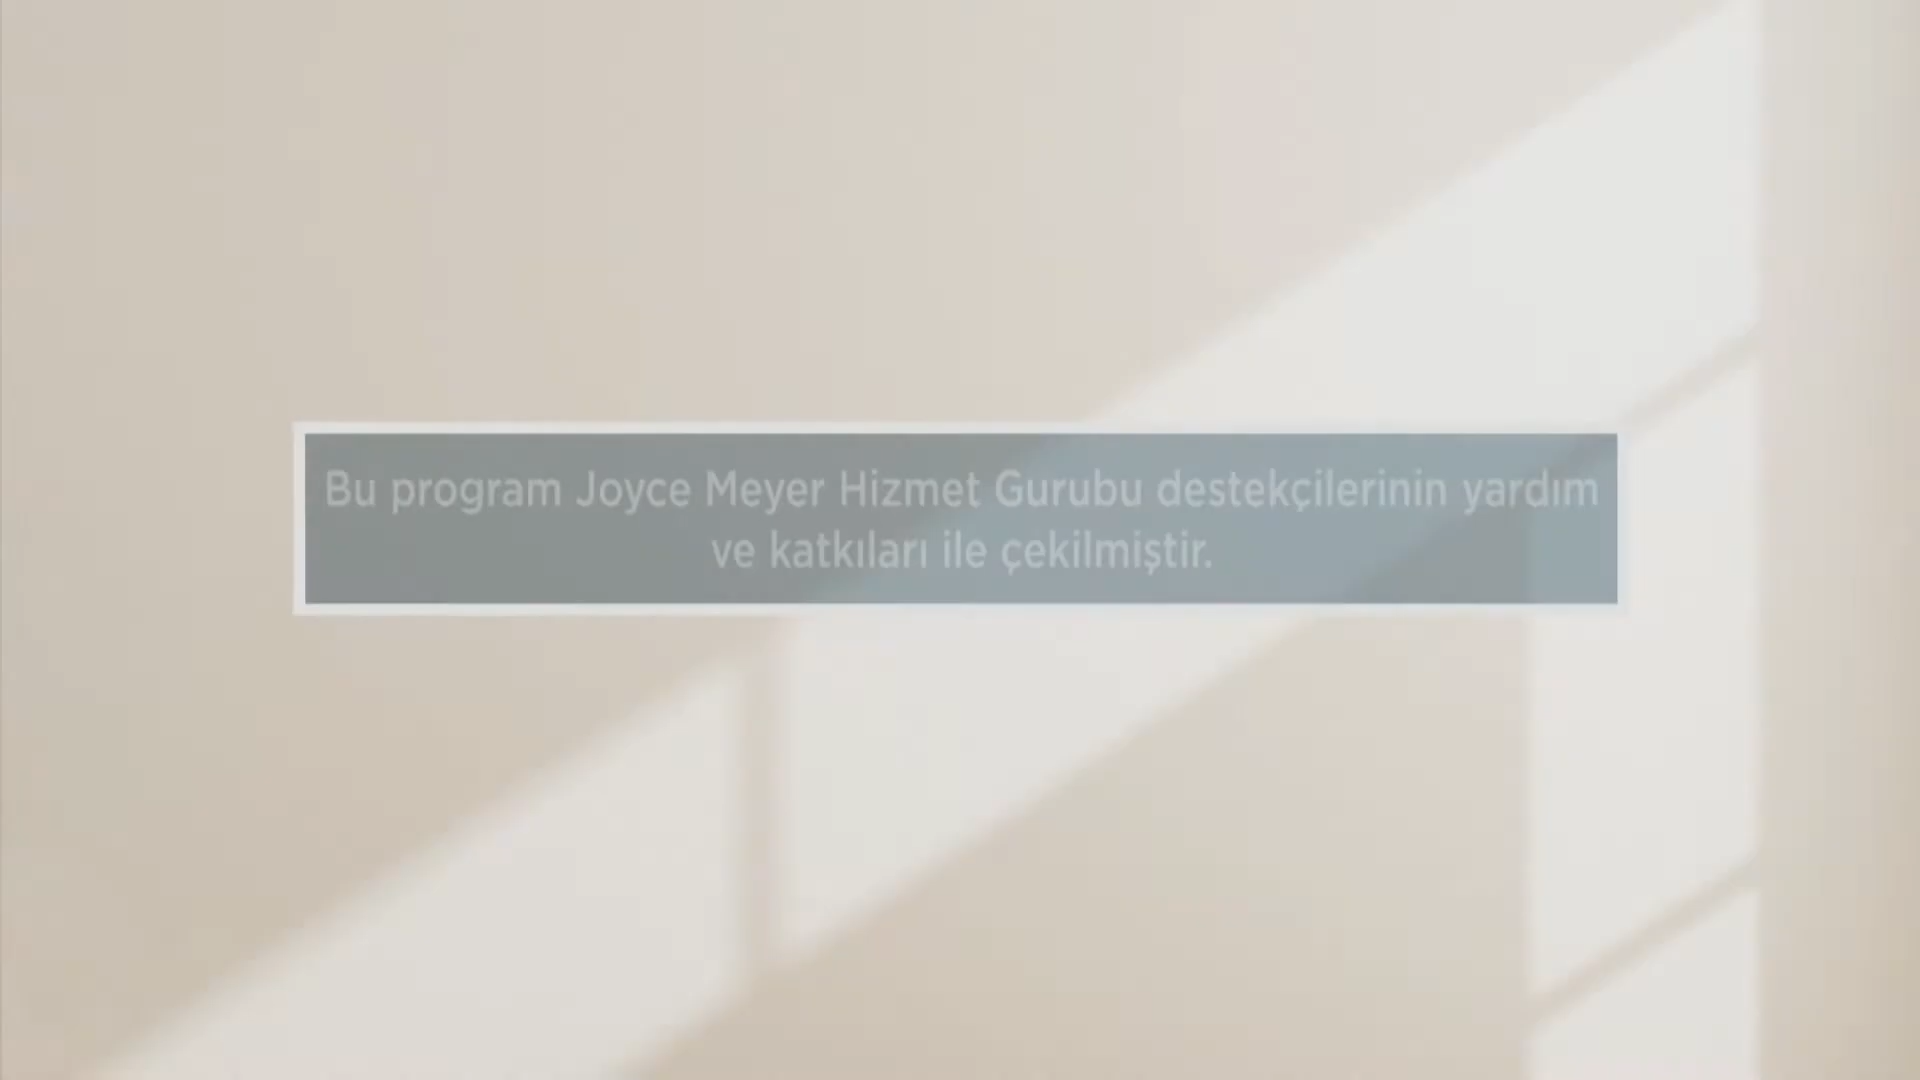 Bu program Joyce Meyer Hizmet Gurubu destekçilerinin yardım
ve katkıları ile çekilmiştir.